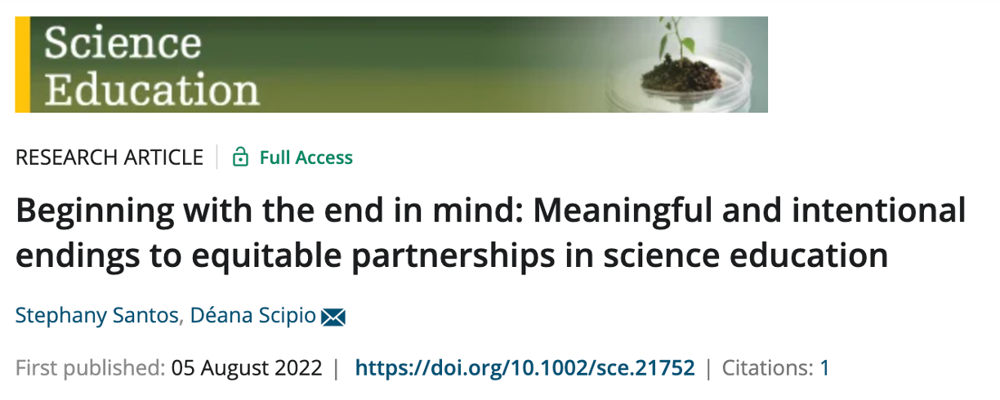 Science
Education
RESEARCH ARTICLE | Full Access
Beginning with the end in mind: Meaningful and intentional
endings to equitable partnerships in science education
Stephany Santos, Déana Scipio
First published: 05 August 2022 | https://doi.org/10.1002/sce.21752 | Citations: 1